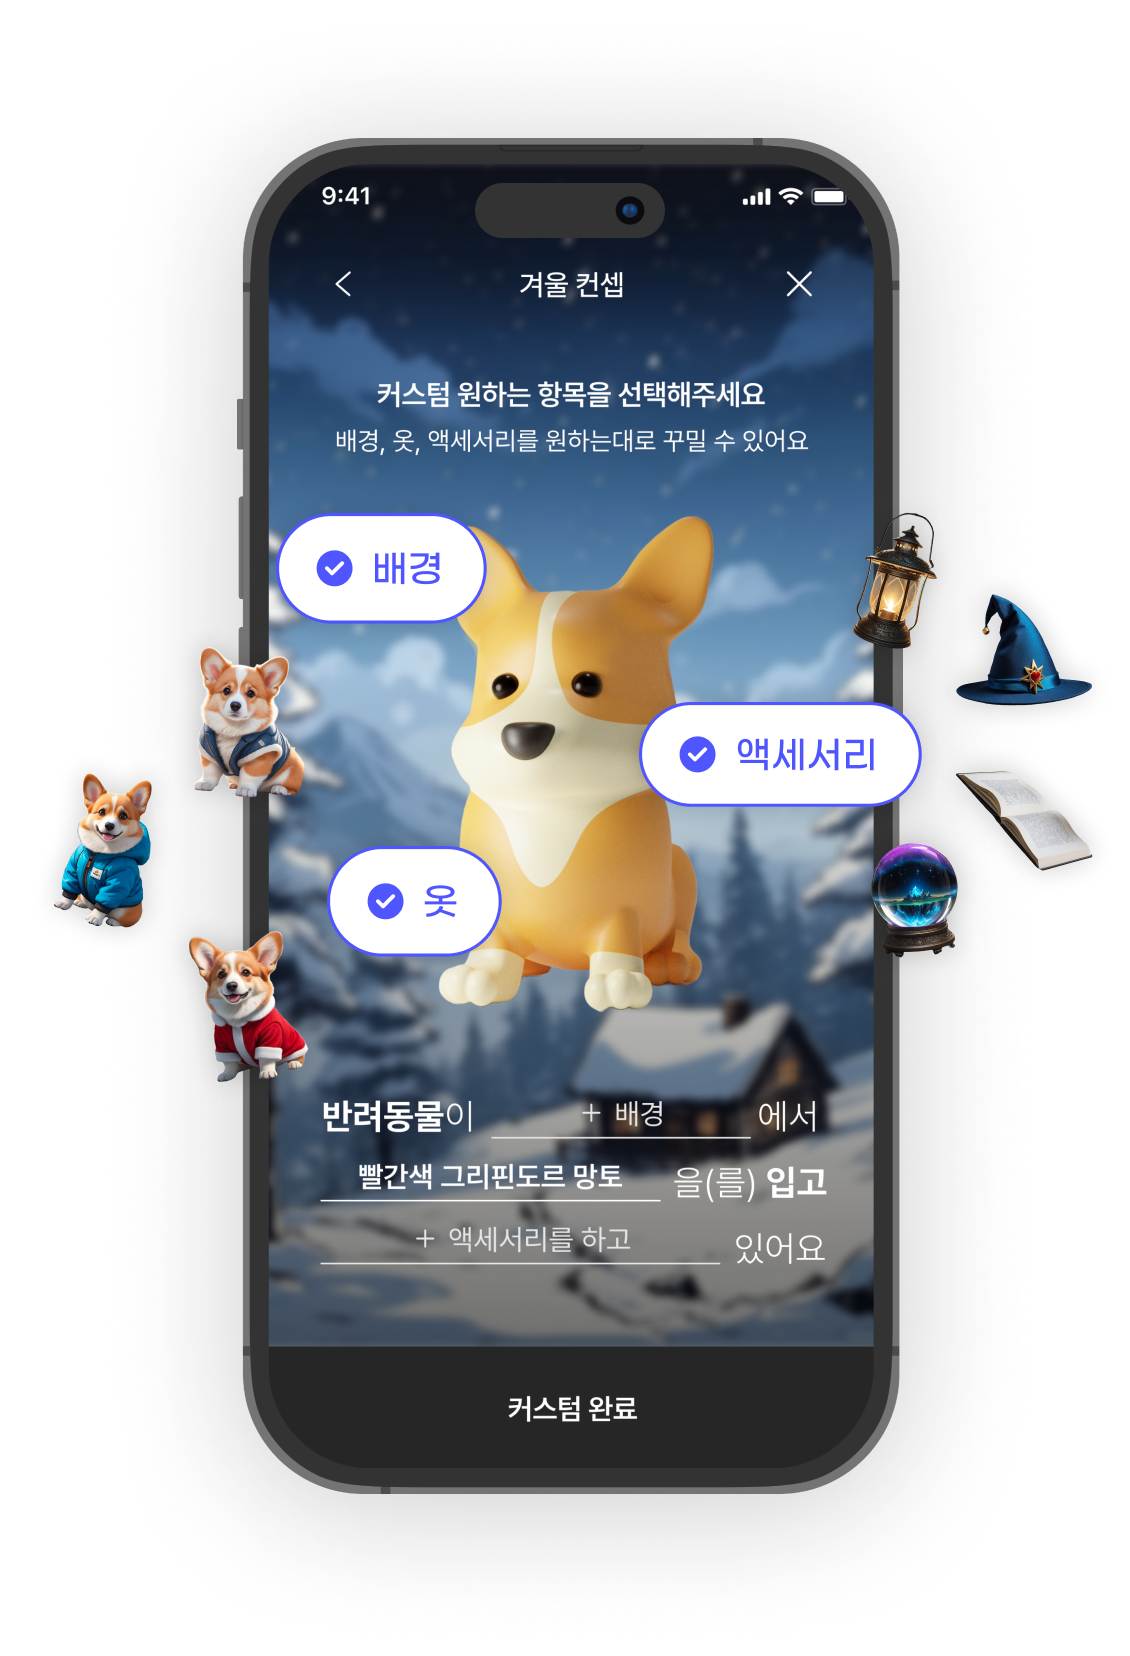 9:41
겨울 컨셉
커스텀 원하는 항목을 선택해주세요
배경, 옷, 액세서리를 원하는대로 꾸밀 수 있어요
배경
액세서리
옷
반려동물이 + 배경 에서
빨간색 그리핀도르 망토 을(를) 입고
+ 액세서리를 하고 있어요
커스텀 완료